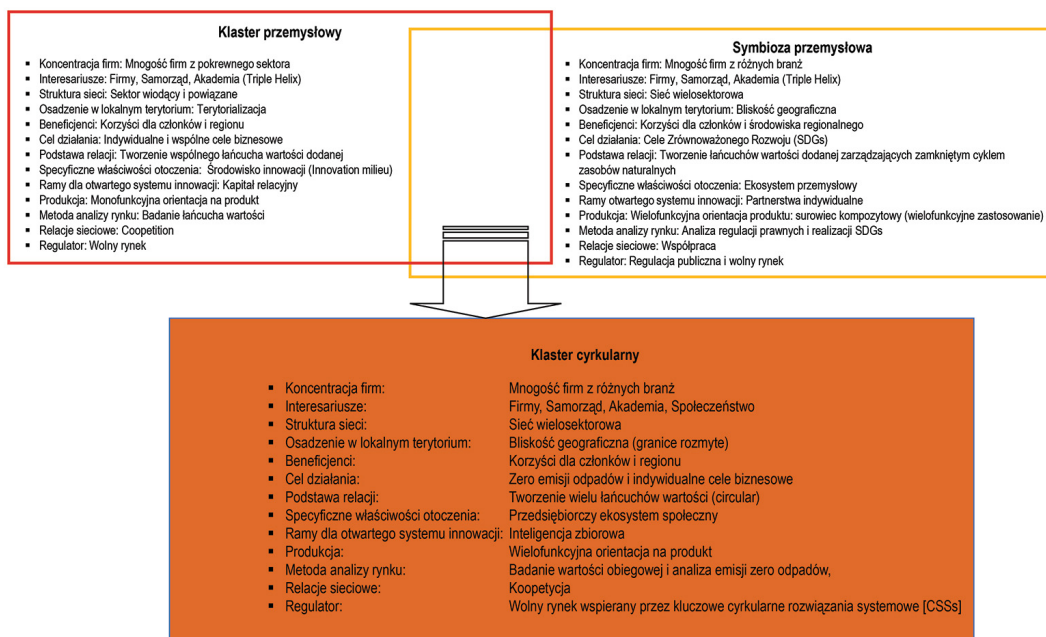 Klaster przemysłowy
▪ Koncentracja firm: Mnogość firm z pokrewnego sektora
▪ Interesariusze: Firmy, Samorząd, Akademia (Triple Helix)
▪ Struktura sieci: Sektor wiodący i powiązane
▪ Osadzenie w lokalnym terytorium: Terytorializacja
▪ Beneficjenci: Korzyści dla członków i regionu
▪ Cel działania: Indywidualne i wspólne cele biznesowe
▪ Podstawa relacji: Tworzenie wspólnego łańcucha wartości dodanej
▪ Specyficzne właściwości otoczenia: Środowisko innowacji (Innovation milieu)
▪ Ramy dla otwartego systemu innowacji: Kapitał relacyjny
▪ Produkcja: Monofunkcyjna orientacja na produkt
▪ Metoda analizy rynku: Badanie łańcucha wartości
▪ Relacje sieciowe: Coopetition
▪ Regulator: Wolny rynek
Symbioza przemysłowa
▪ Koncentracja firm: Mnogość firm z różnych branż
▪ Interesariusze: Firmy, Samorząd, Akademia (Triple Helix)
▪ Struktura sieci: Sieć wielosektorowa
▪ Osadzenie w lokalnym terytorium: Bliskość geograficzna
▪ Beneficjenci: Korzyści dla członków i środowiska regionalnego
▪ Cel działania: Cele Zrównoważonego Rozwoju (SDGs)
▪ Podstawa relacji: Tworzenie łańcuchów wartości dodanej zarządzających zamkniętym cyklem
zasobów naturalnych
▪ Specyficzne właściwości otoczenia: Ekosystem przemysłowy
▪ Ramy otwartego systemu innowacji: Partnerstwa indywidualne
▪ Produkcja: Wielofunkcyjna orientacja produktu: surowiec kompozytowy (wielofunkcyjne zastosowanie)
▪ Metoda analizy rynku: Analiza regulacji prawnych i realizacji SDGs
▪ Relacje sieciowe: Współpraca
▪ Regulator: Regulacja publiczna i wolny rynek
Klaster cyrkularny
▪ Koncentracja firm: Mnogość firm z różnych branż
▪ Interesariusze: Firmy, Samorząd, Akademia, Społeczeństwo
▪ Struktura sieci: Sieć wielosektorowa
▪ Osadzenie w lokalnym terytorium: Bliskość geograficzna (granice rozmyte)
▪ Beneficjenci: Korzyści dla członków i regionu
▪ Cel działania: Zero emisji odpadów i indywidualne cele biznesowe
▪ Podstawa relacji: Tworzenie wielu łańcuchów wartości (circular)
▪ Specyficzne właściwości otoczenia: Przedsiębiorczy ekosystem społeczny
▪ Ramy dla otwartego systemu innowacji: Inteligencja zbiorowa
▪ Produkcja: Wielofunkcyjna orientacja na produkt
▪ Metoda analizy rynku: Badanie wartości obiegowej i analiza emisji zero odpadów,
▪ Relacje sieciowe: Koopetycja
▪ Regulator: Wolny rynek wspierany przez kluczowe cyrkularne rozwiązania systemowe [CSSs]